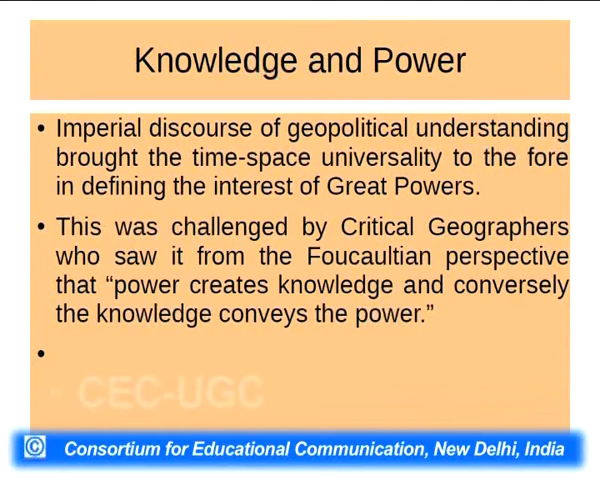 Knowledge and Power
• Imperial discourse of geopolitical understanding
brought the time-space universality to the fore
in defining the interest of Great Powers.
• This was challenged by Critical Geographers
who saw it from the Foucaultian perspective
that “power creates knowledge and conversely
the knowledge conveys the power.”
•
CEC-UGC
© Consortium for Educational Communication, New Delhi, India